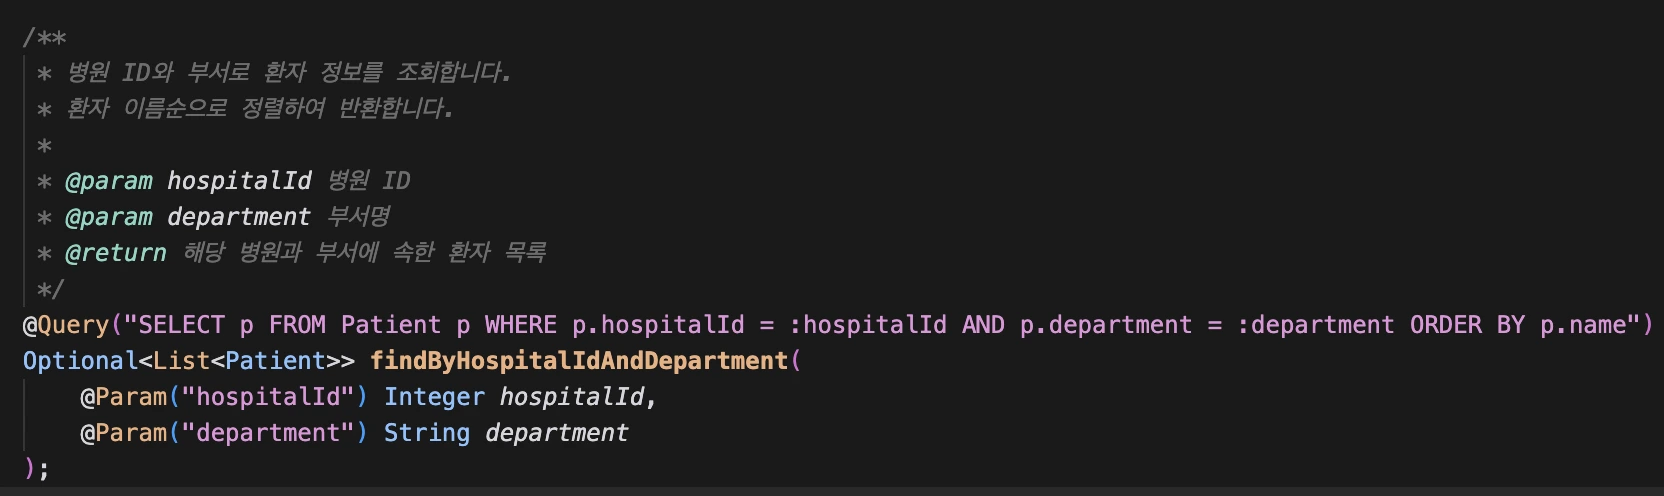 /**
* 병원 ID와 부서로 환자 정보를 조회합니다.
* 환자 이름순으로 정렬하여 반환합니다.
*
* @param hospitalId 병원 ID
* @param department 부서명
* @return 해당 병원과 부서에 속한 환자 목록
*/
@Query("SELECT p FROM Patient p WHERE p.hospitalId = :hospitalId AND p.department = :department ORDER BY p.name")
Optional<List<Patient>> findByHospitalIdAndDepartment(
@Param("hospitalId") Integer hospitalId,
@Param("department") String department
);